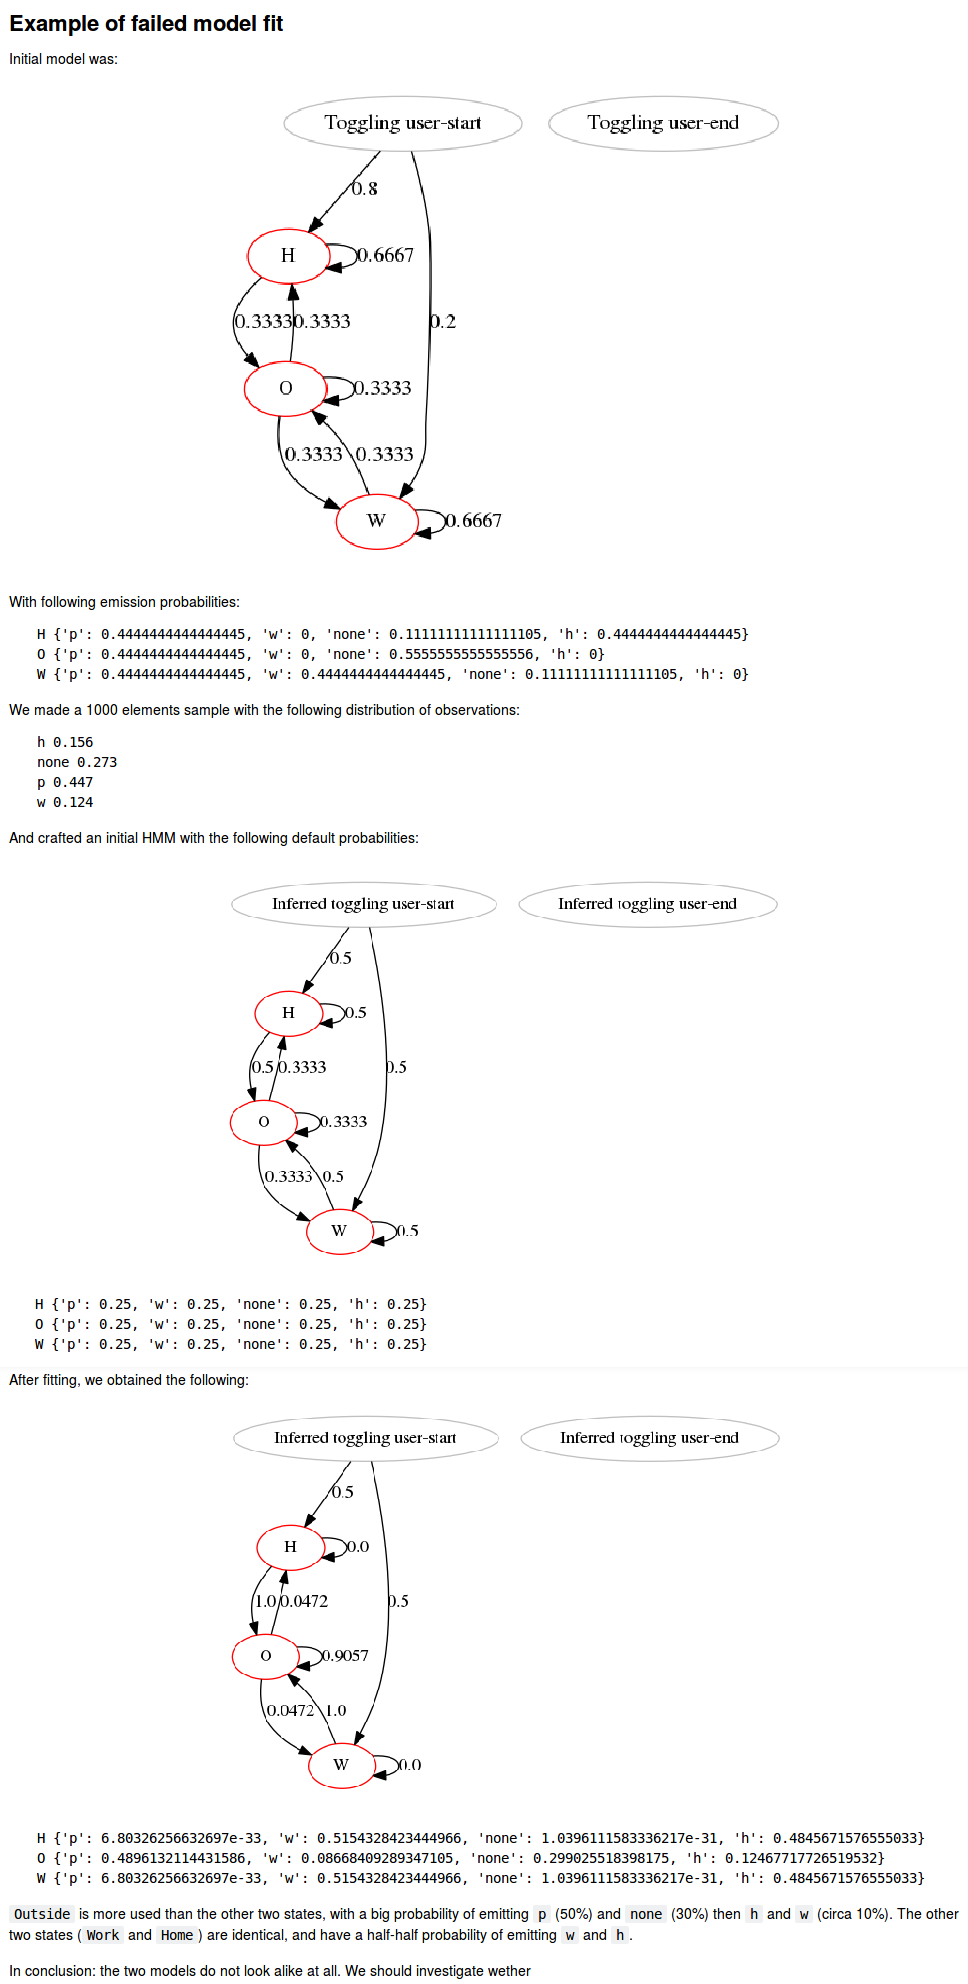 Example of failed model fit
Initial model was:
Toggling user-start
Toggling user-end
0.8
H
0.6667
0.3333
0.3333
0.2
O
0.3333
0.3333
0.3333
W
0.6667
With following emission probabilities:
H {'p': 0.4444444444444445, 'w': 0, 'none': 0.11111111111111105, 'h': 0.4444444444444445}
O {'p': 0.4444444444444445, 'w': 0, 'none': 0.5555555555555556, 'h': 0}
W {'p': 0.4444444444444445, 'w': 0.4444444444444445, 'none': 0.11111111111111105, 'h': 0}
We made a 1000 elements sample with the following distribution of observations:
h 0.156
none 0.273
p 0.447
w 0.124
And crafted an initial HMM with the following default probabilities:
Inferred toggling user-start
Inferred toggling user-end
0.5
H
0.5
0.5
0.3333
0.5
O
0.3333
0.3333
0.5
W
0.5
H {'p': 0.25, 'w': 0.25, 'none': 0.25, 'h': 0.25}
O {'p': 0.25, 'w': 0.25, 'none': 0.25, 'h': 0.25}
W {'p': 0.25, 'w': 0.25, 'none': 0.25, 'h': 0.25}
After fitting, we obtained the following:
Inferred toggling user-start
Inferred toggling user-end
0.5
H
0.0
1.0
0.0472
0.5
O
0.9057
0.0472
1.0
W
0.0
H {'p': 6.80326256632697e-33, 'w': 0.5154328423444966, 'none': 1.0396111583336217e-31, 'h': 0.4845671576555033}
O {'p': 0.4896132114431586, 'w': 0.08668409289347105, 'none': 0.299025518398175, 'h': 0.12467717726519532}
W {'p': 6.80326256632697e-33, 'w': 0.5154328423444966, 'none': 1.0396111583336217e-31, 'h': 0.4845671576555033}
Outside is more used than the other two states, with a big probability of emitting p (50%) and none (30%) then h and w (circa 10%). The other
two states ( Work and Home ) are identical, and have a half-half probability of emitting w and h .
In conclusion: the two models do not look alike at all. We should investigate wether